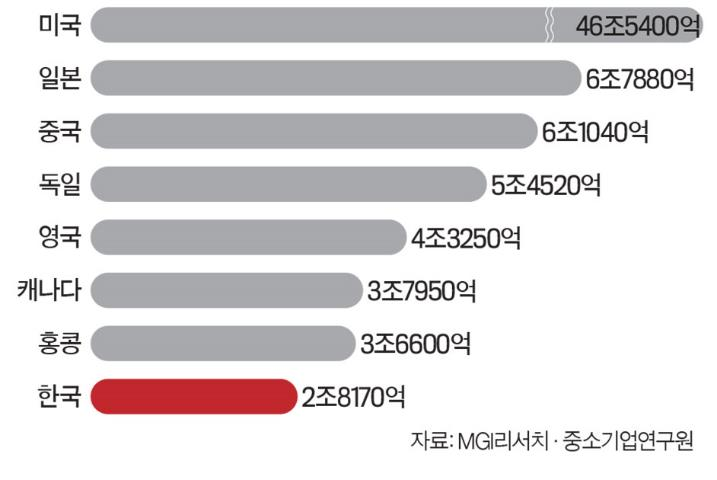 미국 46조5400억
일본 6조7880억
중국 6조1040억
독일 5조4520억
영국 4조3250억
캐나다 3조7950억
홍콩 3조6600억
한국 2조8170억
자료: MGI리서치·중소기업연구원